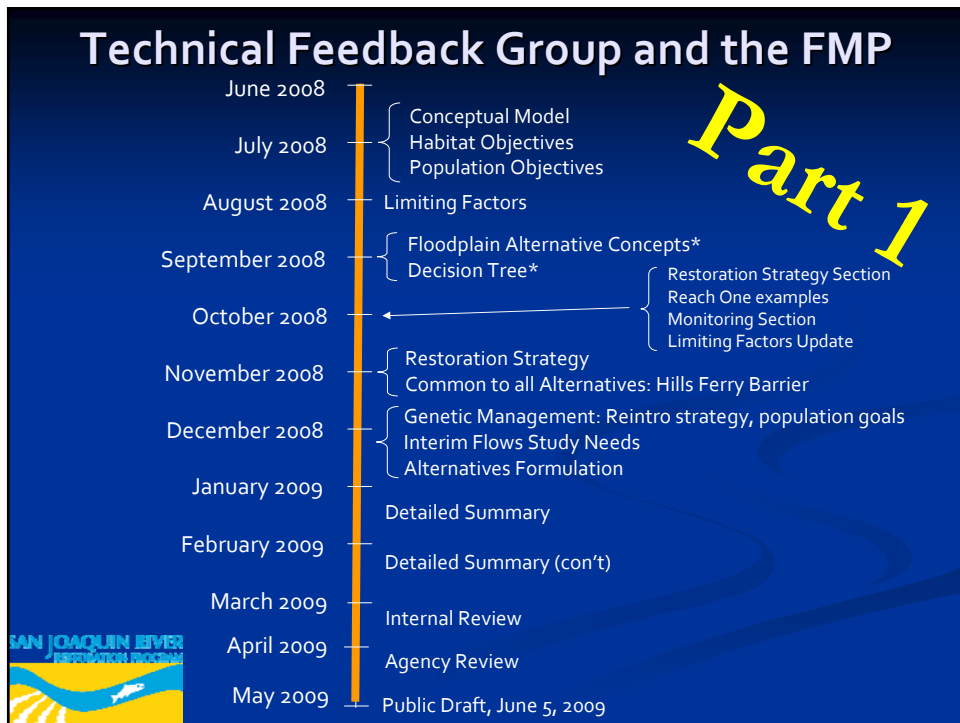 Technical Feedback Group and the FMP
Part 1
June 2008
July 2008
Conceptual Model
Habitat Objectives
Population Objectives
August 2008
Limiting Factors
September 2008
Floodplain Alternative Concepts*
Decision Tree*
October 2008
Restoration Strategy Section
Reach One examples
Monitoring Section
Limiting Factors Update
November 2008
Restoration Strategy
Common to all Alternatives: Hills Ferry Barrier
December 2008
Genetic Management: Reintro strategy, population goals
Interim Flows Study Needs
Alternatives Formulation
January 2009
Detailed Summary
February 2009
Detailed Summary (con't)
March 2009
Internal Review
April 2009
Agency Review
May 2009
Public Draft, June 5, 2009
SAN JOAQUIN RIVER
RESTORATION PROGRAM